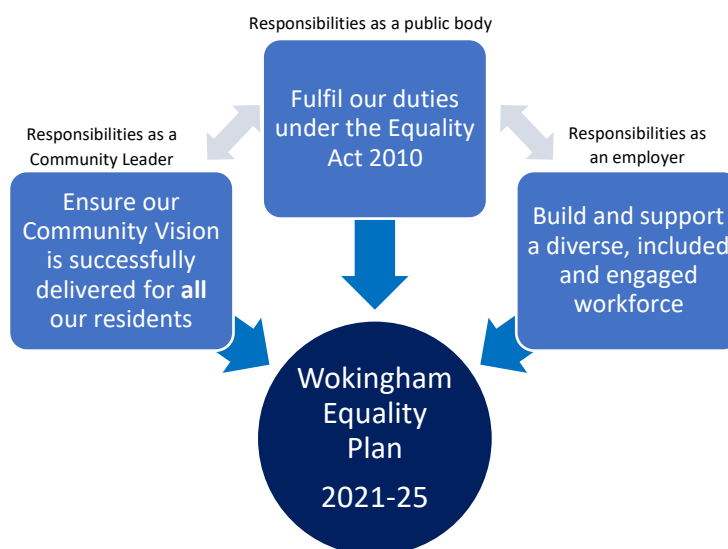 Responsibilities as a public body
Fulfil our duties
under the Equality
Act 2010
Responsibilities as a
Community Leader
Ensure our
Community Vision
is successfully
delivered for all
our residents
Responsibilities as
an employer
Build and support
a diverse, included
and engaged
workforce
Wokingham
Equality
Plan
2021-25